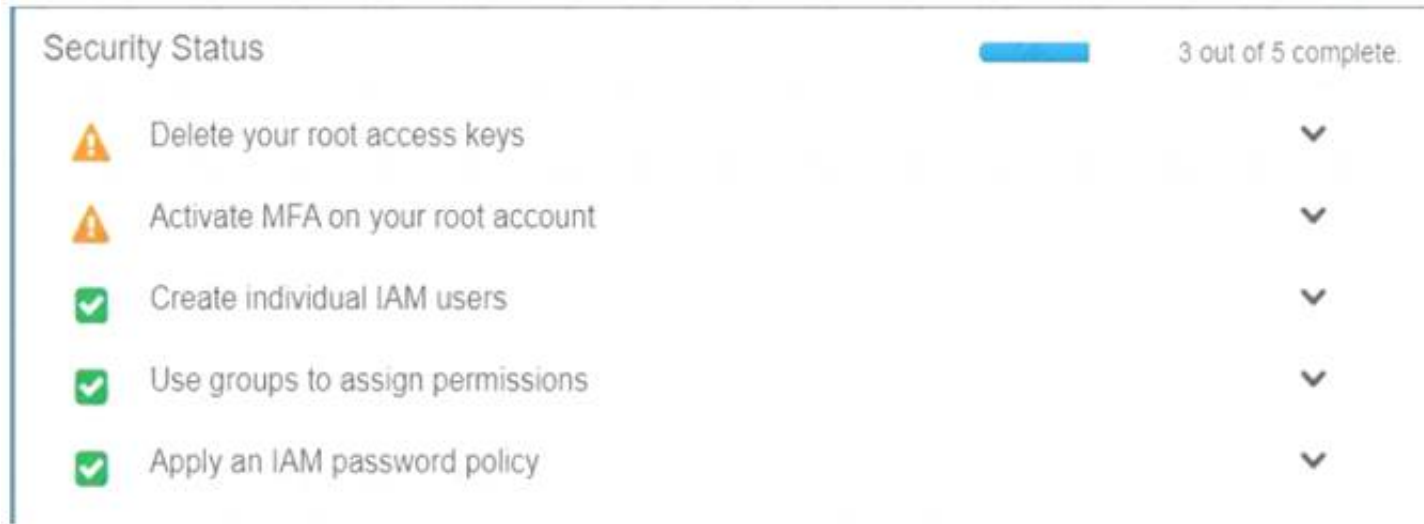 Security Status
3 out of 5 complete.
Delete your root access keys
Activate MFA on your root account
Create individual IAM users
Use groups to assign permissions
Apply an IAM password policy